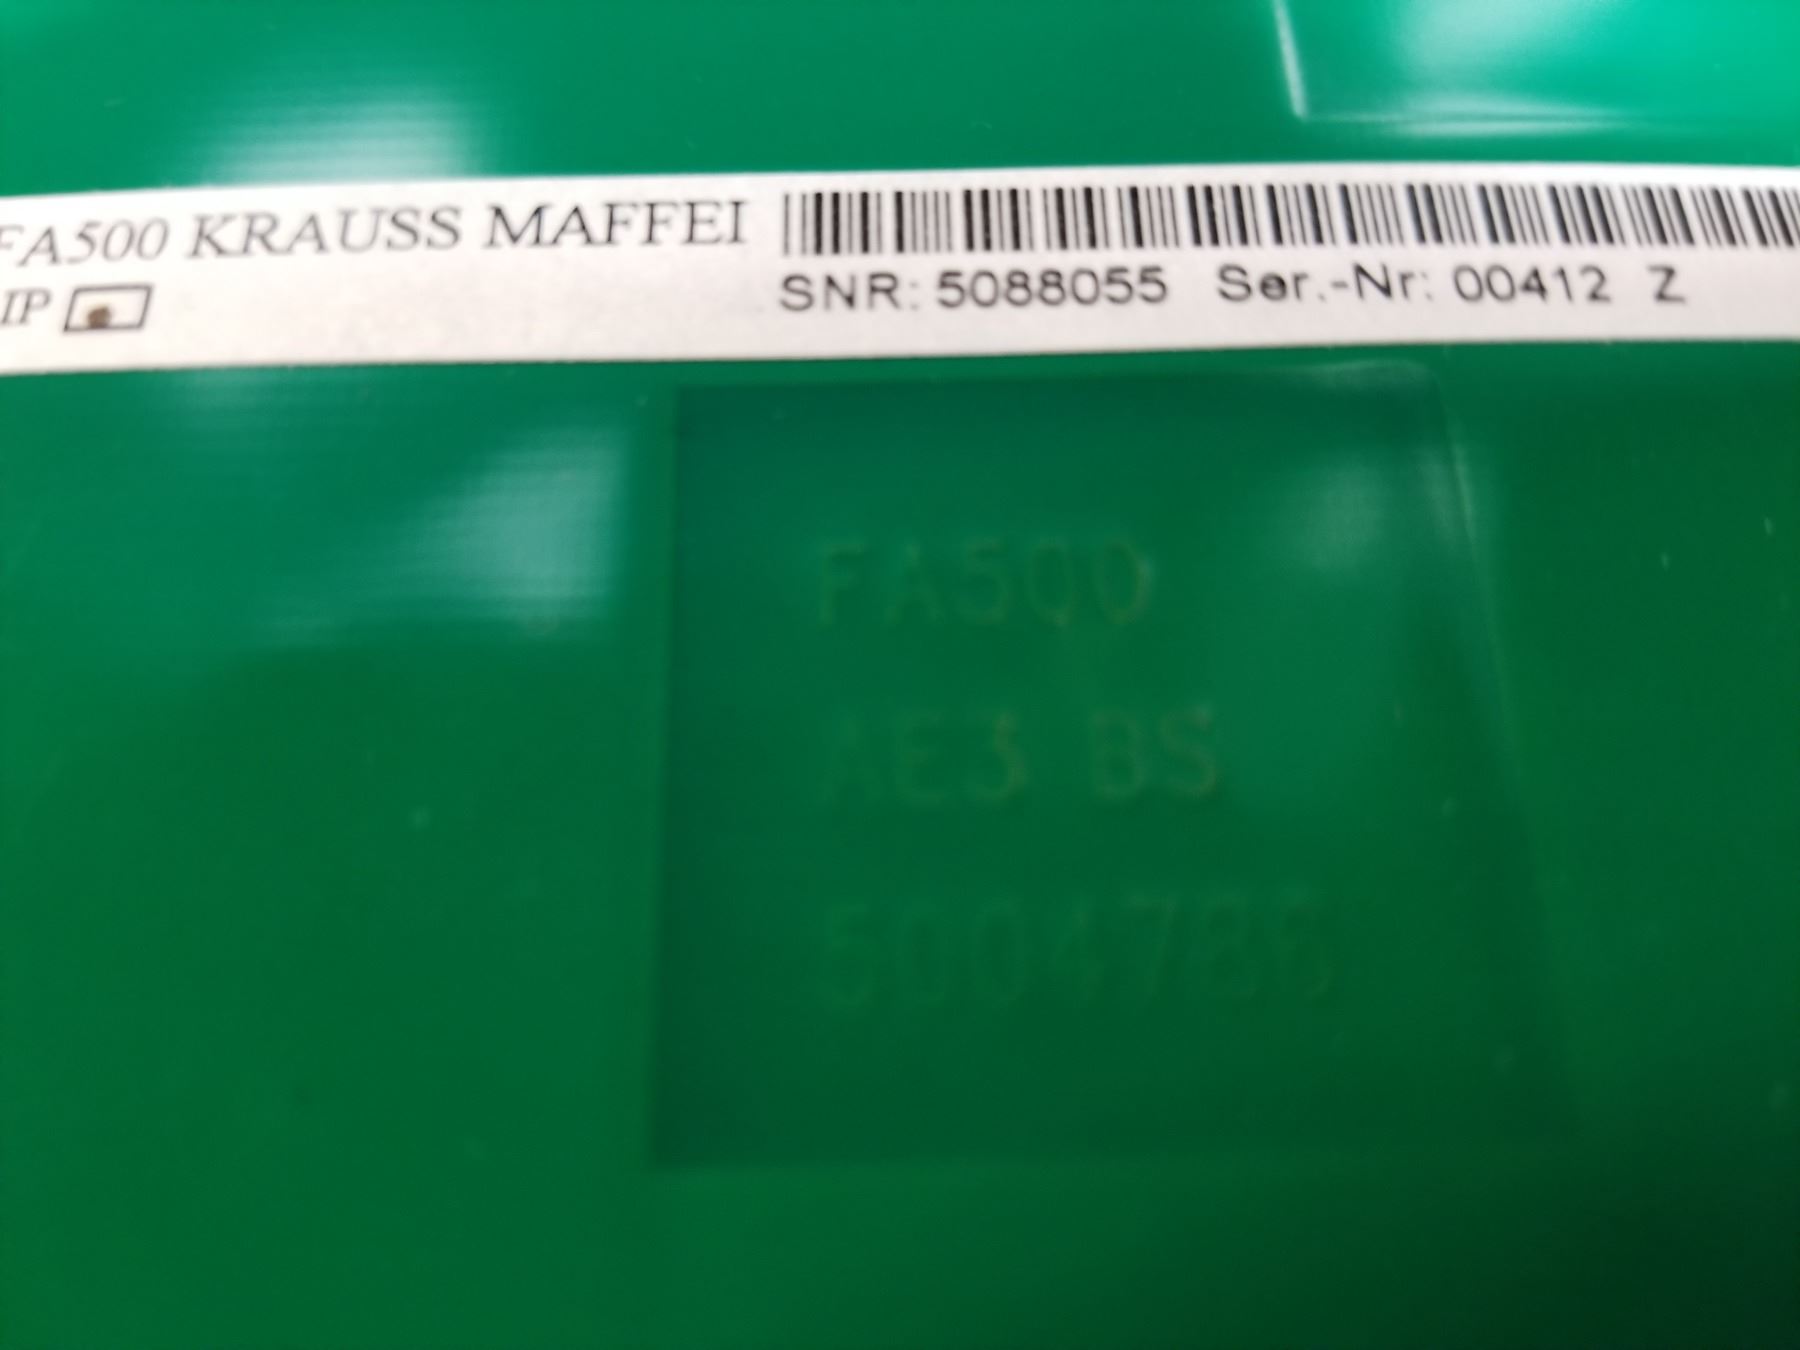 FA500 KRAUSS MAFFEI
IP
SNR: 5088055 Ser.-Nr: 00412 Z
FA500
AE3 BS